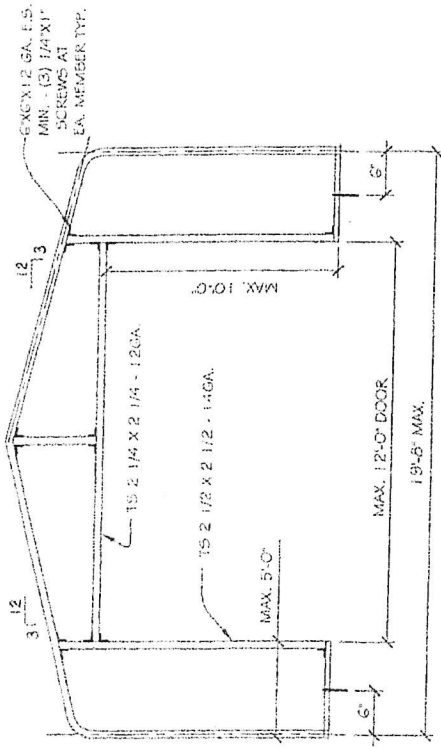 6"X6"X12 GA. E.S.
MIN. - (3) 1/4"X1"
SCREWS AT
EA. MEMBER TYP.
12
3
12
3
TS 2 1/4 X 2 1/4 - 12GA.
MAX. 10'-0"
TS 2 1/2 X 2 1/2 - 14GA.
MAX. 5'-0"
6"
6"
MAX. 12'-0" DOOR
19'-8" MAX.